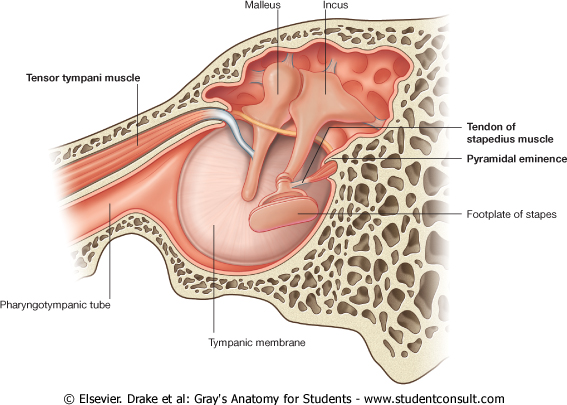 Malleus
Incus
Tensor tympani muscle
Tendon of
stapedius muscle
Pyramidal eminence
Footplate of stapes
Pharyngotympanic tube
Tympanic membrane
© Elsevier. Drake et al: Gray's Anatomy for Students - www.studentconsult.com